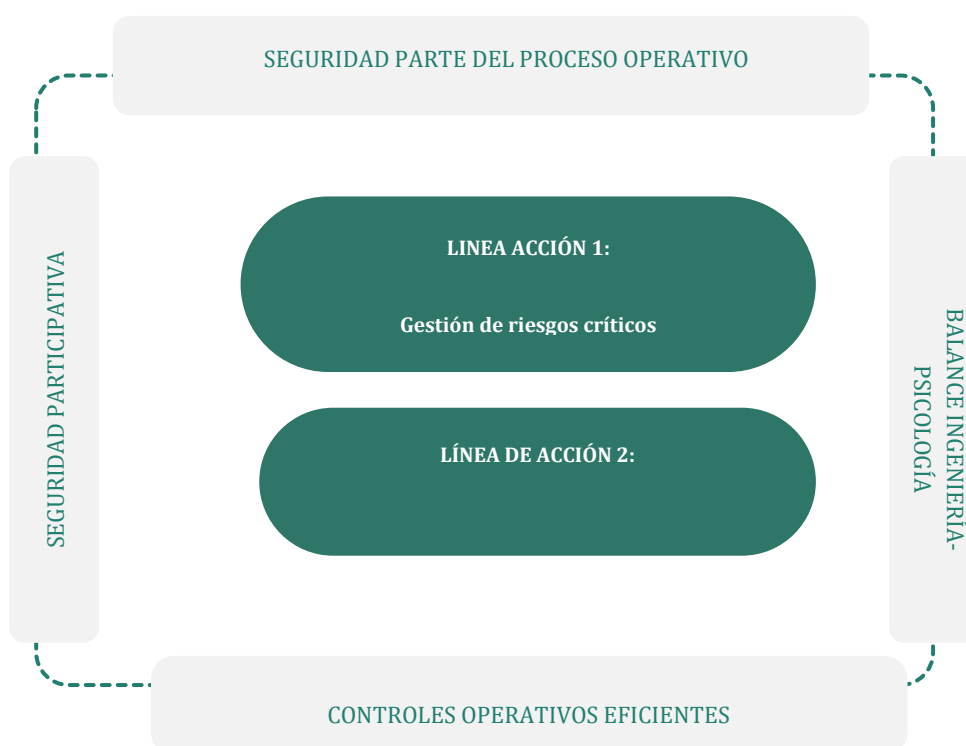 SEGURIDAD PARTE DEL PROCESO OPERATIVO
SEGURIDAD PARTICIPATIVA
LINEA ACCIÓN 1:
Gestión de riesgos críticos
LÍNEA DE ACCIÓN 2:
BALANCE INGENIERÍA-
PSICOLOGÍA
CONTROLES OPERATIVOS EFICIENTES